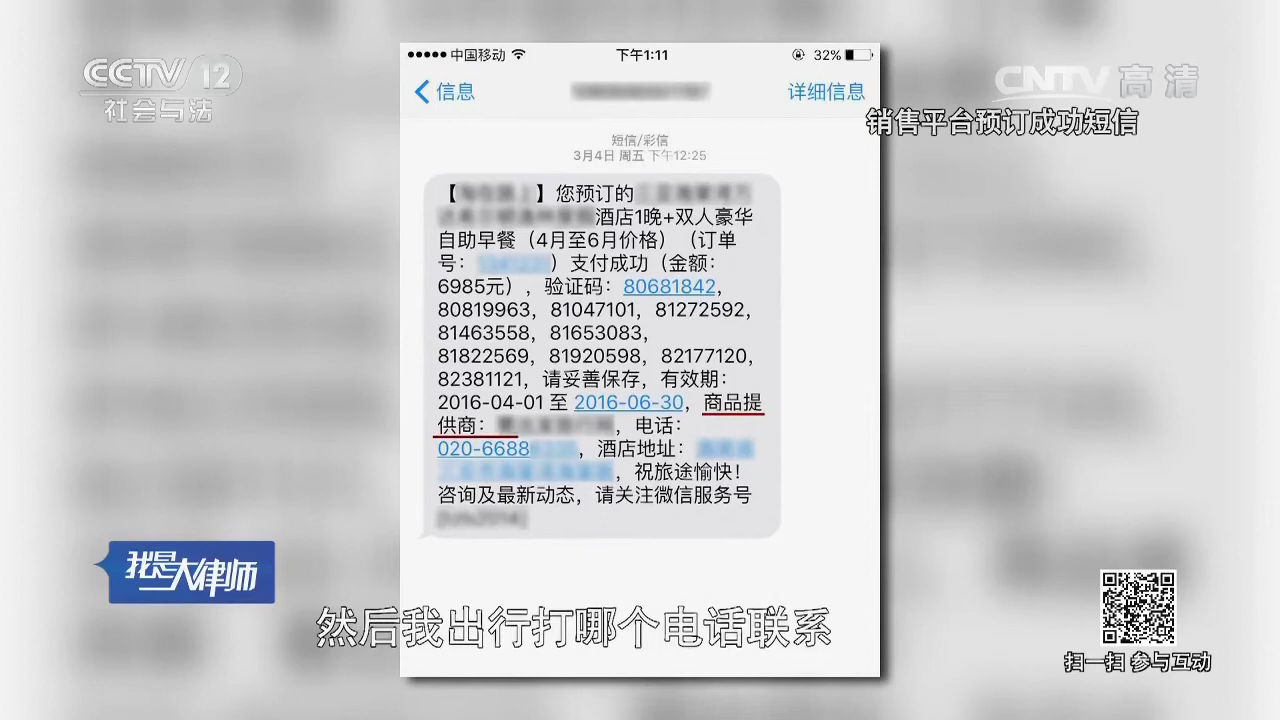 CCTV 12
社会与法
CNTV 高清
销售平台预订成功短信
中国移动
下午1:11
32%
信息
详细信息
短信/彩信
3月4日 周五 下午12:25
【】您预订的
酒店1晚+双人豪华
自助早餐（4月至6月价格）（订单
号：）支付成功（金额：
6985元），验证码：80681842，
80819963，81047101，81272592，
81463558，81653083，
81822569，81920598，82177120，
82381121，请妥善保存，有效期：
2016-04-01 至 2016-06-30，商品提
供商：，电话：
020-6688，酒店地址：
，祝旅途愉快！
咨询及最新动态，请关注微信服务号
我是大律师
然后我出行打哪个电话联系
扫一扫 参与互动